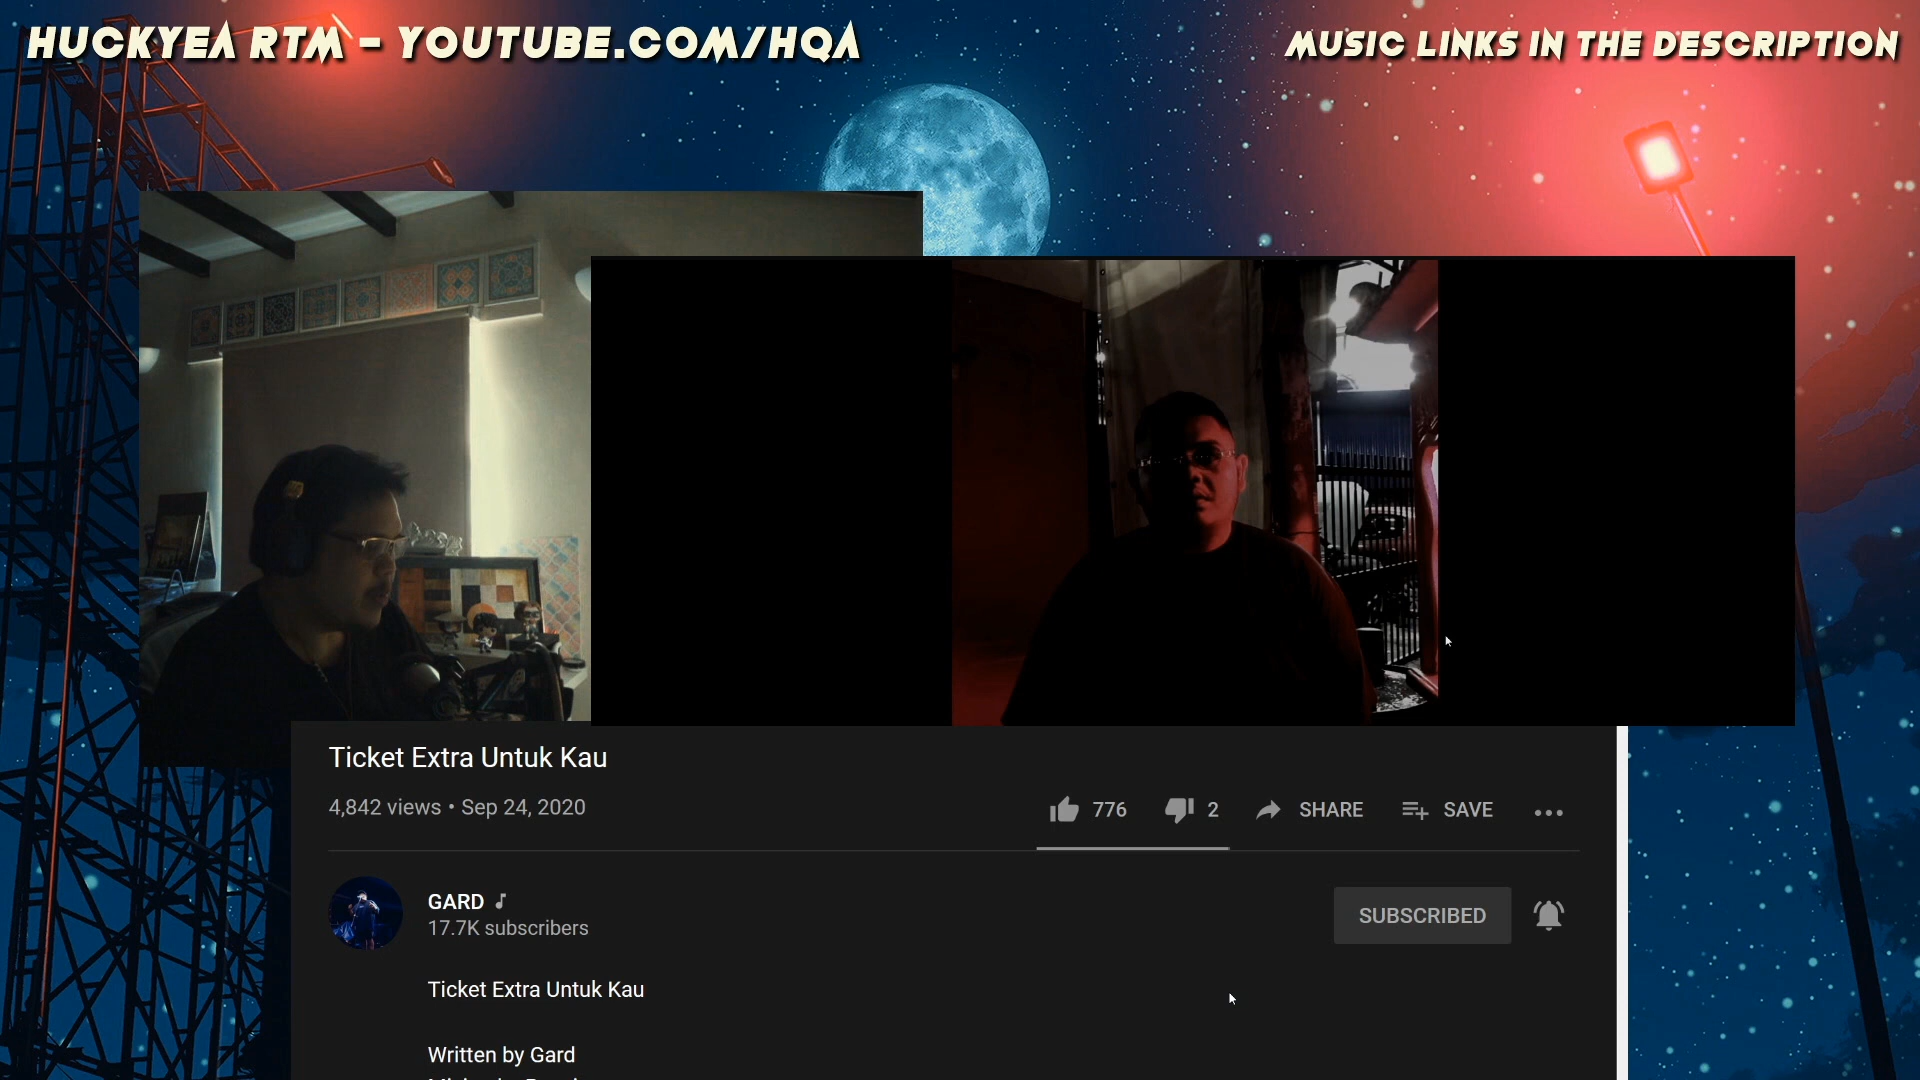 HUCKYEA RTM - YOUTUBE.COM/HQA
MUSIC LINKS IN THE DESCRIPTION
Ticket Extra Untuk Kau
4,842 views • Sep 24, 2020
776
2
SHARE
SAVE
GARD
17.7K subscribers
SUBSCRIBED
Ticket Extra Untuk Kau
Written by Gard